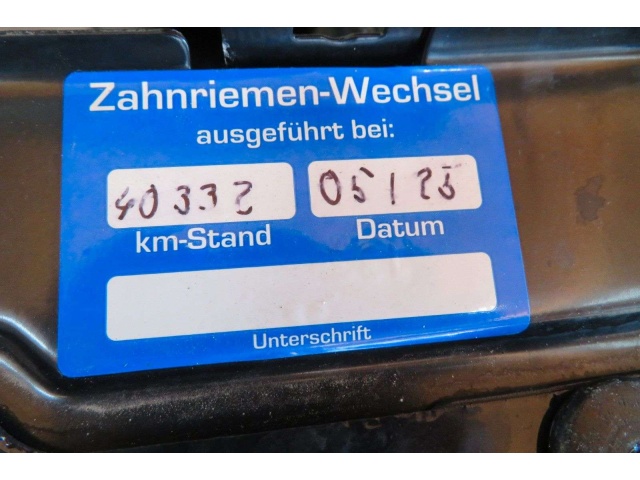 Zahnriemen-Wechsel
ausgeführt bei:
40332 05/25
km-Stand Datum
Unterschrift